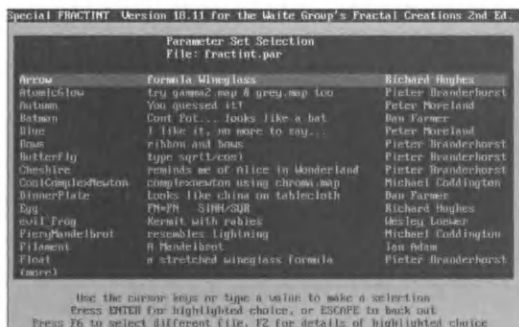 Special FRACTINT Version 18.11 for the Waite Group's Fractal Creations 2nd Ed.
Parameter Set Selection
File: fractint.par
Arrow formula Wineglass Richard Hughes
AtomicGlow try gamma2.map & grey.map too Pieter Branderhorst
Autumn You guessed it! Peter Moreland
Batman Cont Pot... looks like a bat Dan Farmer
Blue I like it, no more to say... Peter Moreland
Bows ribbon and bows Pieter Branderhorst
Butterfly type sqr(1/cos) Pieter Branderhorst
Cheshire reminds me of Alice in Wonderland Pieter Branderhorst
CoolComplexNewton complexnewton using chroma.map Michael Coddington
DinnerPlate Looks like china on tablecloth Dan Farmer
Egg FN=FN - SINH/SQR Richard Hughes
evil_Frog Kermit with rabies Wesley Loewer
FieryMandelbrot resembles lightning Michael Coddington
Filament A Mandelbrot Ian Adam
Float a stretched wineglass formula Pieter Branderhorst
(more)
Use the cursor keys or type a value to make a selection
Press ENTER for highlighted choice, or ESCAPE to back out
Press F6 to select different file, F2 for details of highlighted choice